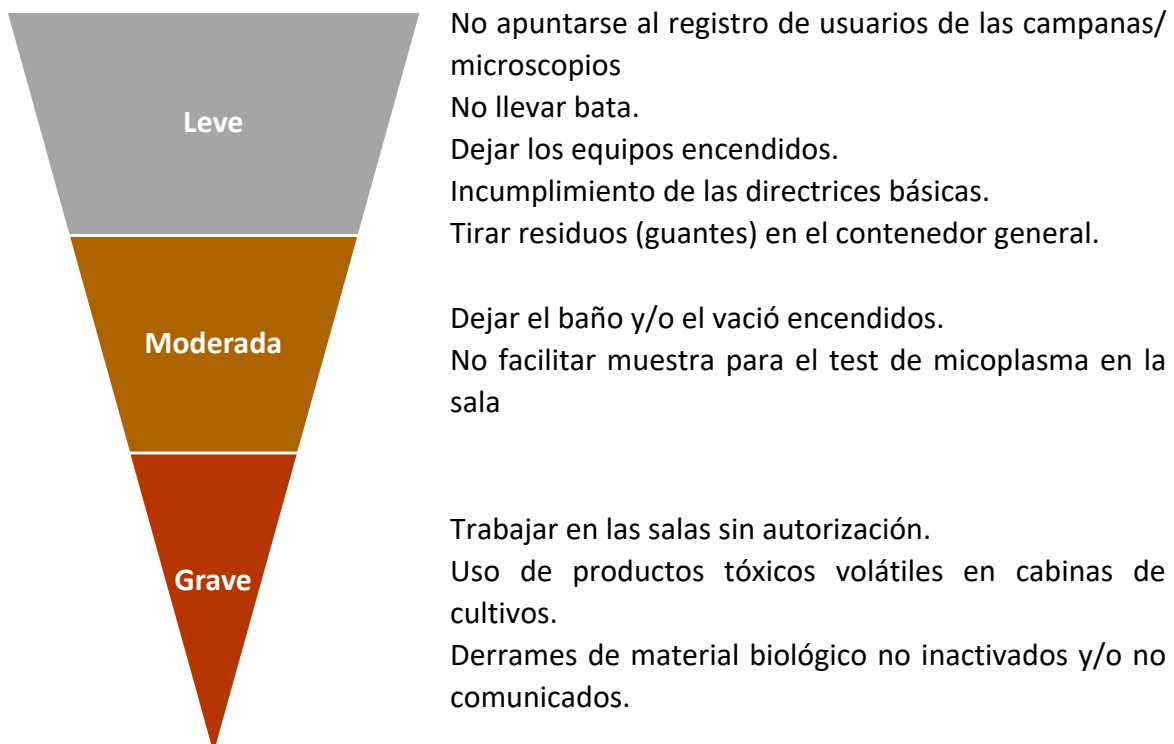 No apuntarse al registro de usuarios de las campanas/
microscopios
No llevar bata.
Leve
Dejar los equipos encendidos.
Incumplimiento de las directrices básicas.
Tirar residuos (guantes) en el contenedor general.
Dejar el baño y/o el vació encendidos.
Moderada
No facilitar muestra para el test de micoplasma en la
sala
Trabajar en las salas sin autorización.
Uso de productos tóxicos volátiles en cabinas de
Grave
cultivos.
Derrames de material biológico no inactivados y/o no
comunicados.